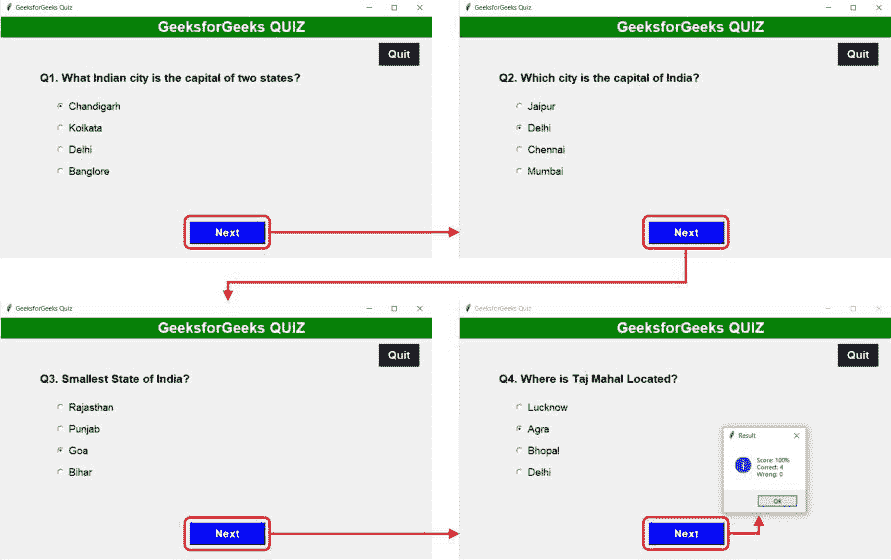 GeeksforGeeks Quiz
GeeksforGeeks QUIZ
Quit
Q1. What Indian city is the capital of two states?
Chandigarh
Kolkata
Delhi
Banglore
Next
GeeksforGeeks Quiz
GeeksforGeeks QUIZ
Quit
Q2. Which city is the capital of India?
Jaipur
Delhi
Chennai
Mumbai
Next
GeeksforGeeks Quiz
GeeksforGeeks QUIZ
Quit
Q3. Smallest State of India?
Rajasthan
Punjab
Goa
Bihar
Next
GeeksforGeeks Quiz
GeeksforGeeks QUIZ
Quit
Q4. Where is Taj Mahal Located?
Lucknow
Agra
Bhopal
Delhi
Next
Result
Score: 100%
Correct: 4
Wrong: 0
OK